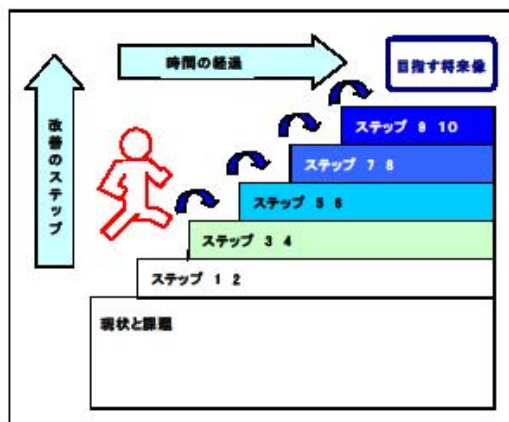 時間の経過
目指す将来像
改善のステップ
ステップ 9 10
ステップ 7 8
ステップ 5 6
ステップ 3 4
ステップ 1 2
現状と課題